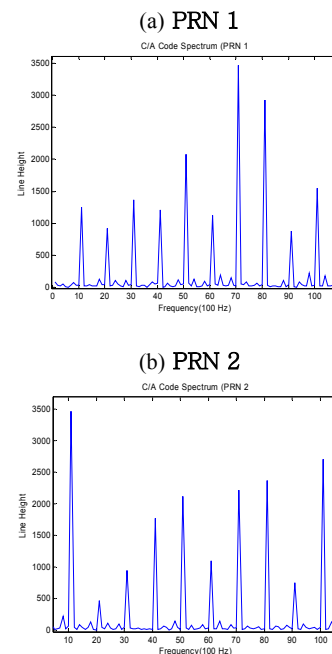 (a) PRN 1
C/A Code Spectrum (PRN 1
3500
3000
2500
2000
1500
1000
500
0
Line Height
0 10 20 30 40 50 60 70 80 90 100
Frequency(100 Hz)
(b) PRN 2
C/A Code Spectrum (PRN 2
3500
3000
2500
2000
1500
1000
500
0
Line Height
10 20 30 40 50 60 70 80 90 100
Frequency(100 Hz)